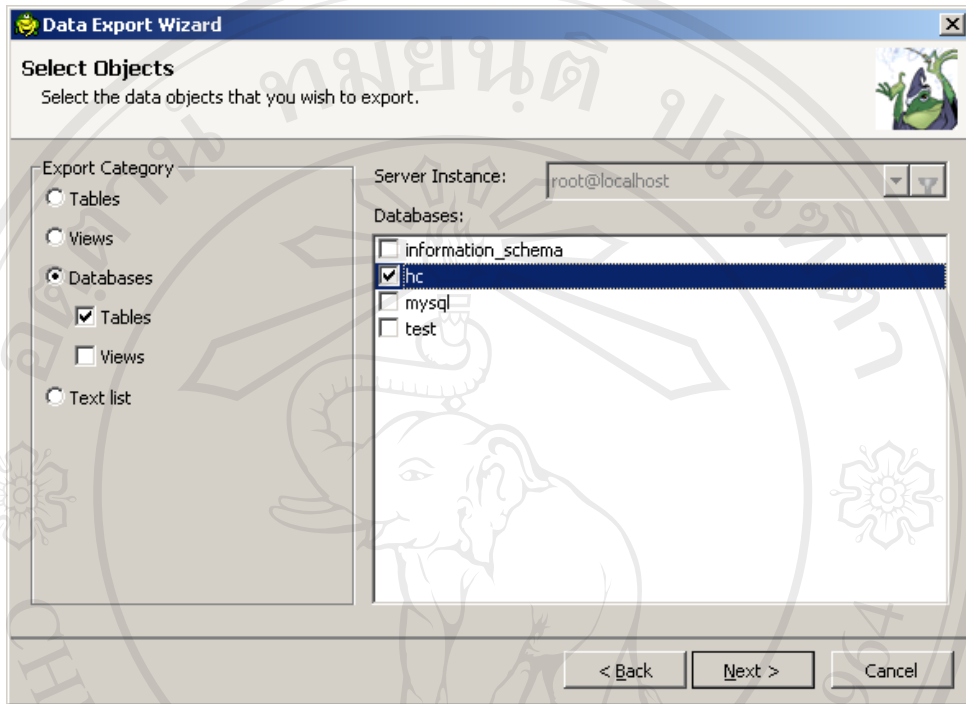 Data Export Wizard
Select Objects
Select the data objects that you wish to export.
Export Category
Tables
Views
Databases
Tables
Views
Text list
Server Instance:
root@localhost
Databases:
information_schema
hc
mysql
test
< Back
Next >
Cancel